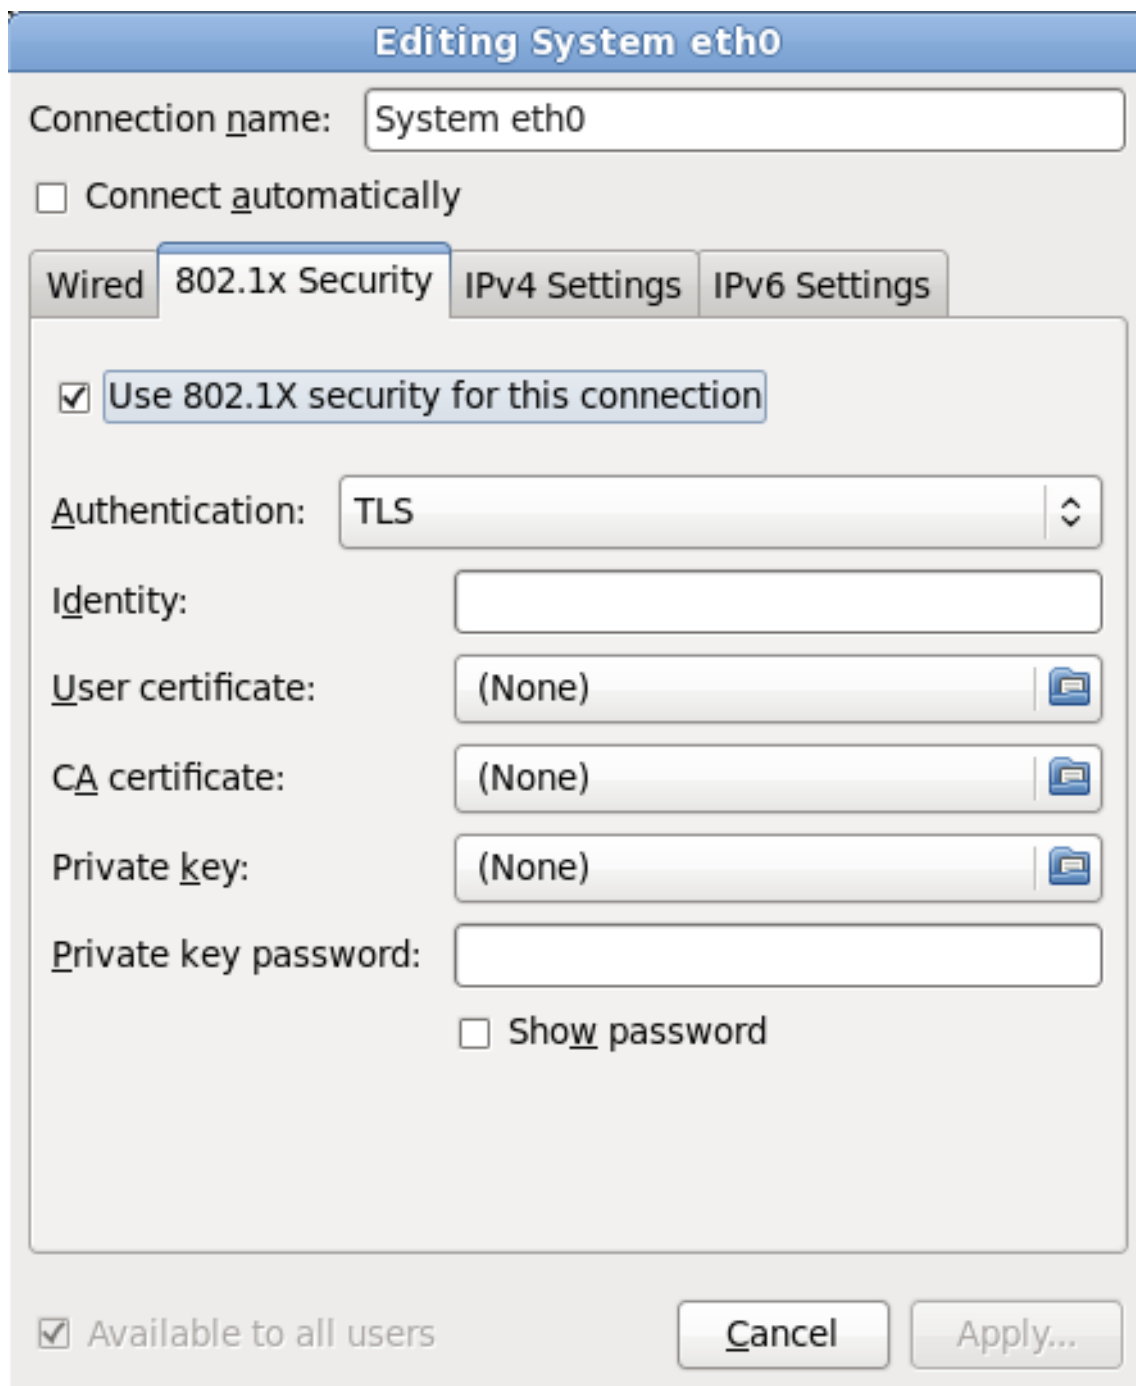 Editing System eth0
Connection name: System eth0
Connect automatically
Wired 802.1x Security IPv4 Settings IPv6 Settings
Use 802.1X security for this connection
Authentication: TLS
Identity:
User certificate: (None)
CA certificate: (None)
Private key: (None)
Private key password:
Show password
Available to all users Cancel Apply...